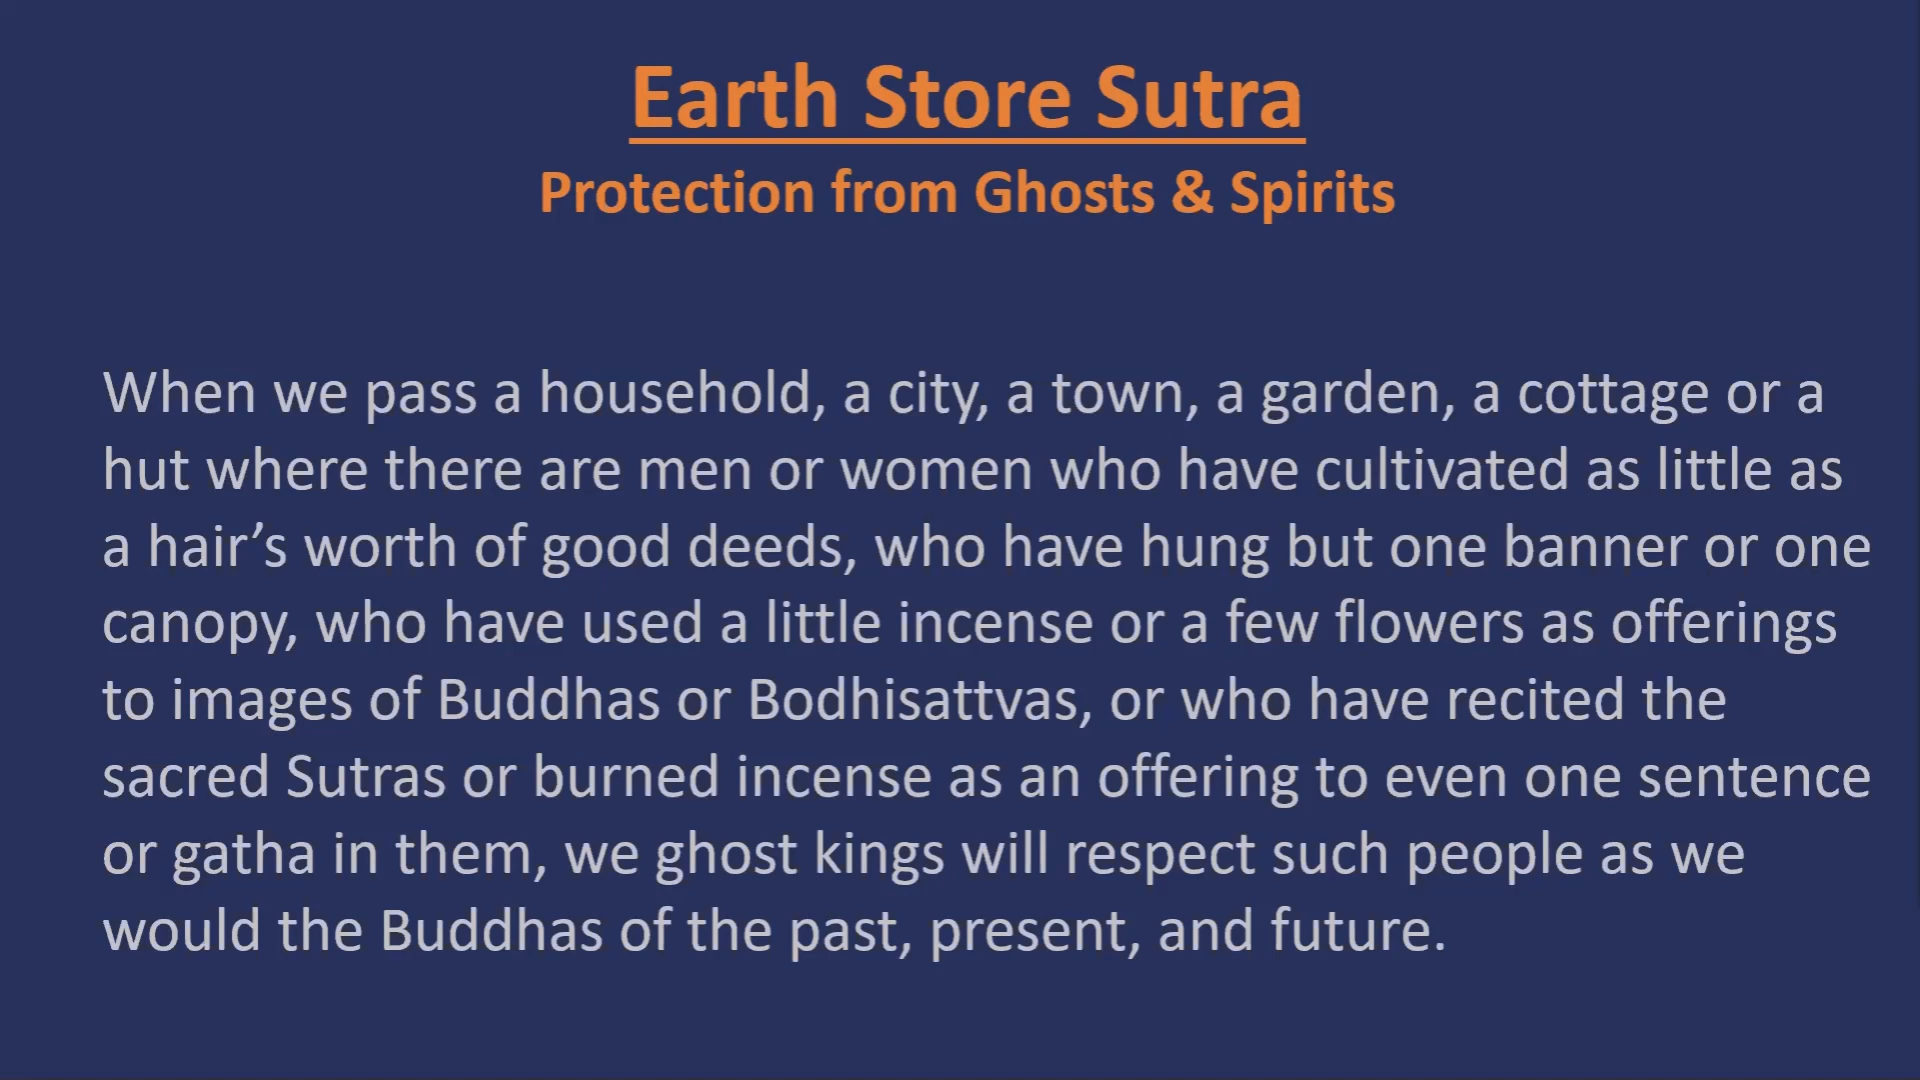 Earth Store Sutra
Protection from Ghosts & Spirits
When we pass a household, a city, a town, a garden, a cottage or a
hut where there are men or women who have cultivated as little as
a hair’s worth of good deeds, who have hung but one banner or one
canopy, who have used a little incense or a few flowers as offerings
to images of Buddhas or Bodhisattvas, or who have recited the
sacred Sutras or burned incense as an offering to even one sentence
or gatha in them, we ghost kings will respect such people as we
would the Buddhas of the past, present, and future.